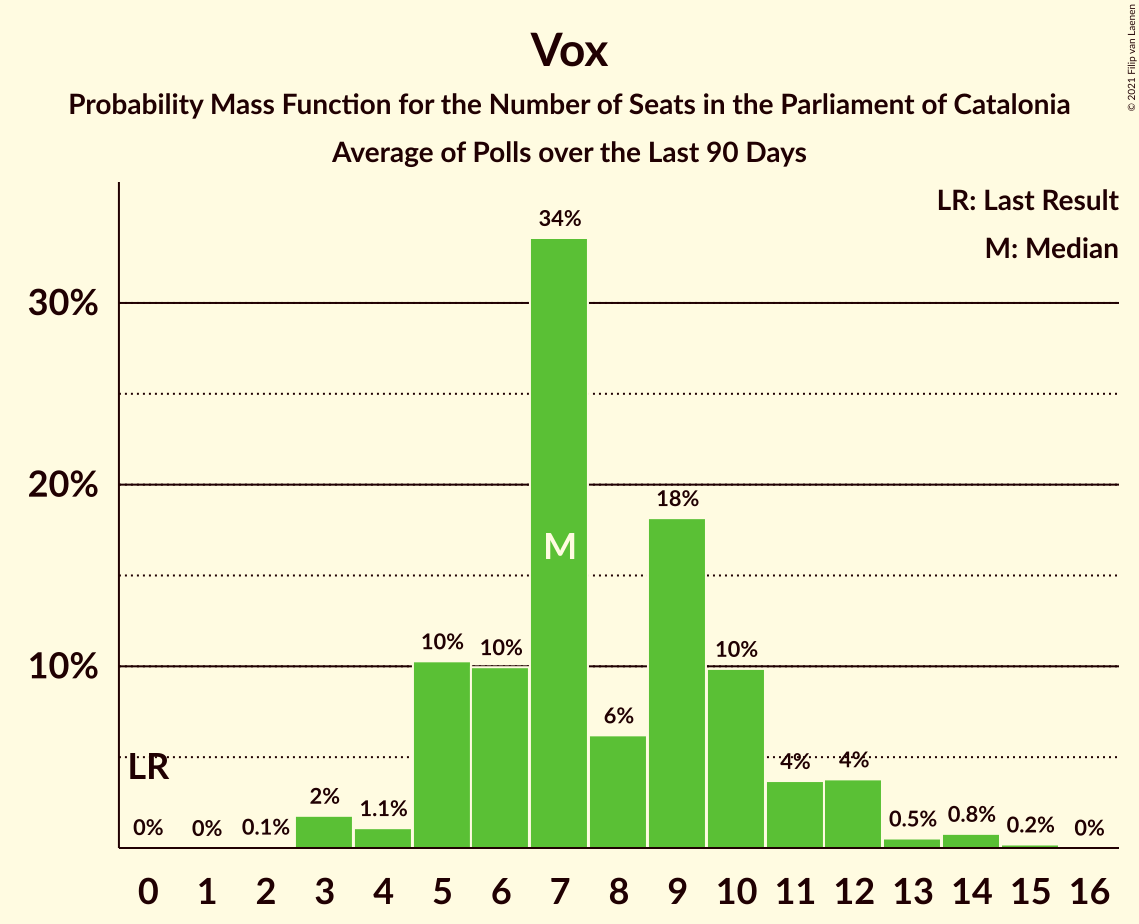 Vox
Probability Mass Function for the Number of Seats in the Parliament of Catalonia
Average of Polls over the Last 90 Days
© 2021 Filip van Laenen
LR: Last Result
M: Median
34%
30%
20%
18%
M
10%
10% 10% 10%
6%
LR
4% 4%
2% 1.1% 0.5% 0.8%
0% 0% 0.1% 0.2% 0%
0 1 2 3 4 5 6 7 8 9 10 11 12 13 14 15 16